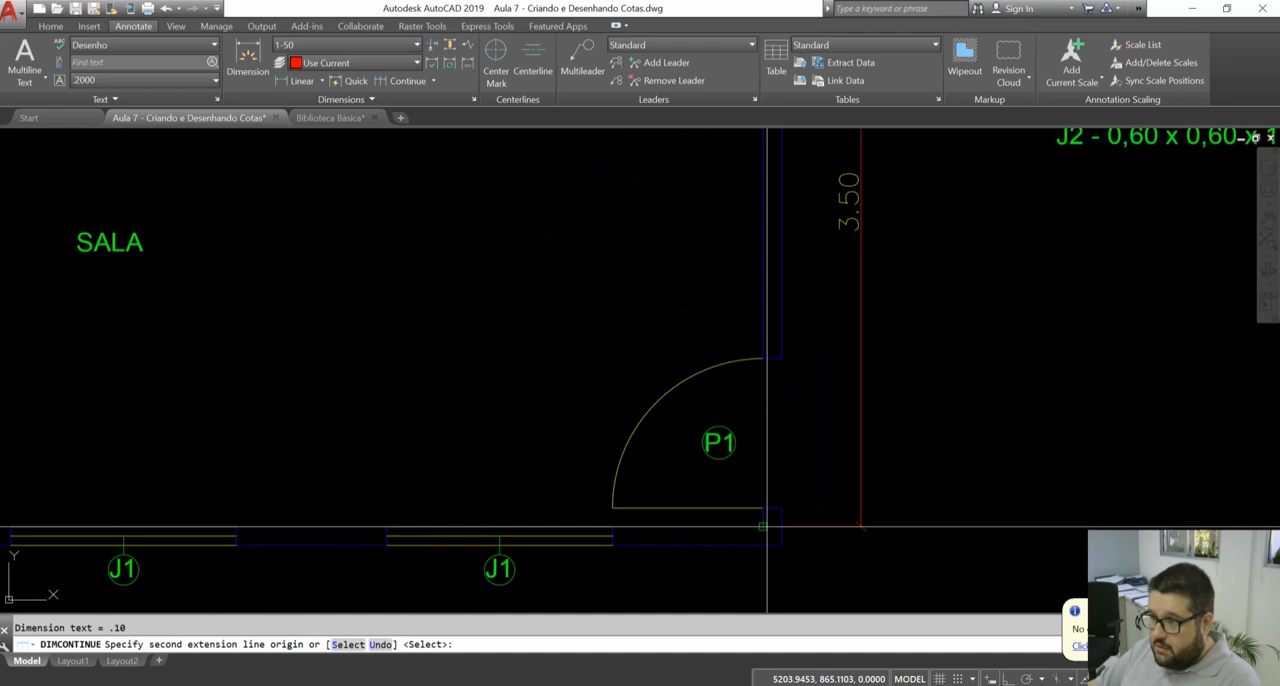 Autodesk AutoCAD 2019 Aula 7 - Criando e Desenhando Cotas.dwg
Type a keyword or phrase
Sign In
Home Insert Annotate View Manage Output Add-ins Collaborate Raster Tools Express Tools Featured Apps
Desenho
1-50
Standard
Standard
Scale List
Find text
Use Current
Add Leader
Extract Data
Add/Delete Scales
.2000
Linear Quick Continue
Remove Leader
Link Data
Sync Scale Positions
Multiline Text
Dimension
Center Mark
Centerline
Multileader
Table
Wipeout
Revision Cloud
Add Current Scale
Text Dimensions Centerlines Leaders Tables Markup Annotation Scaling
Start Aula 7 - Criando e Desenhando Cotas* Biblioteca Básica*
J2 - 0,60 x 0,60 x 1
3.50
SALA
P1
J1
J1
Y
X
No
Clic
Dimension text = .10
DIMCONTINUE Specify second extension line origin or [Select Undo] <Select>:
Model Layout1 Layout2
5203.9453, 865.1103, 0.0000 MODEL